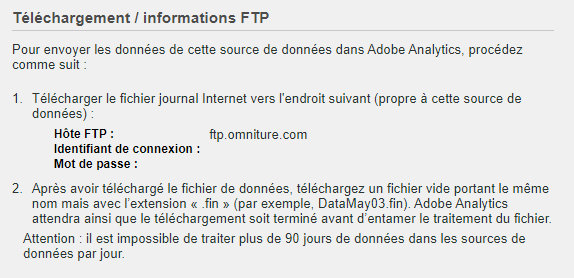 Téléchargement / informations FTP
Pour envoyer les données de cette source de données dans Adobe Analytics, procédez
comme suit :
1. Télécharger le fichier journal Internet vers l'endroit suivant (propre à cette source de
données) :
Hôte FTP : ftp.omniture.com
Identifiant de connexion :
Mot de passe :
2. Après avoir téléchargé le fichier de données, téléchargez un fichier vide portant le même
nom mais avec l'extension « .fin » (par exemple, DataMay03.fin). Adobe Analytics
attendra ainsi que le téléchargement soit terminé avant d'entamer le traitement du fichier.
Attention : il est impossible de traiter plus de 90 jours de données dans les sources de
données par jour.